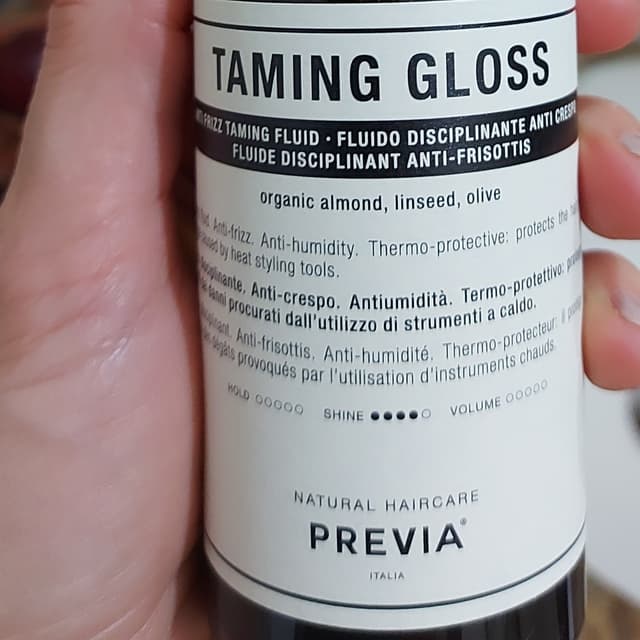 TAMING GLOSS
FRIZZ TAMING FLUID · FLUIDO DISCIPLINANTE ANTI CRESPO
FLUIDE DISCIPLINANT ANTI-FRISOTTIS
organic almond, linseed, olive
Anti-frizz. Anti-humidity. Thermo-protective: protects the
by heat styling tools.
Anti-crespo. Antiumidità. Termo-protettivo:
danni procurati dall'utilizzo di strumenti a caldo.
Anti-frisottis. Anti-humidité. Thermo-protecteur: il
dégâts provoqués par l'utilisation d'instruments chauds.
HOLD ○○○○○ SHINE ●●●●○ VOLUME ○○○○○
NATURAL HAIRCARE
PREVIA®
ITALIA